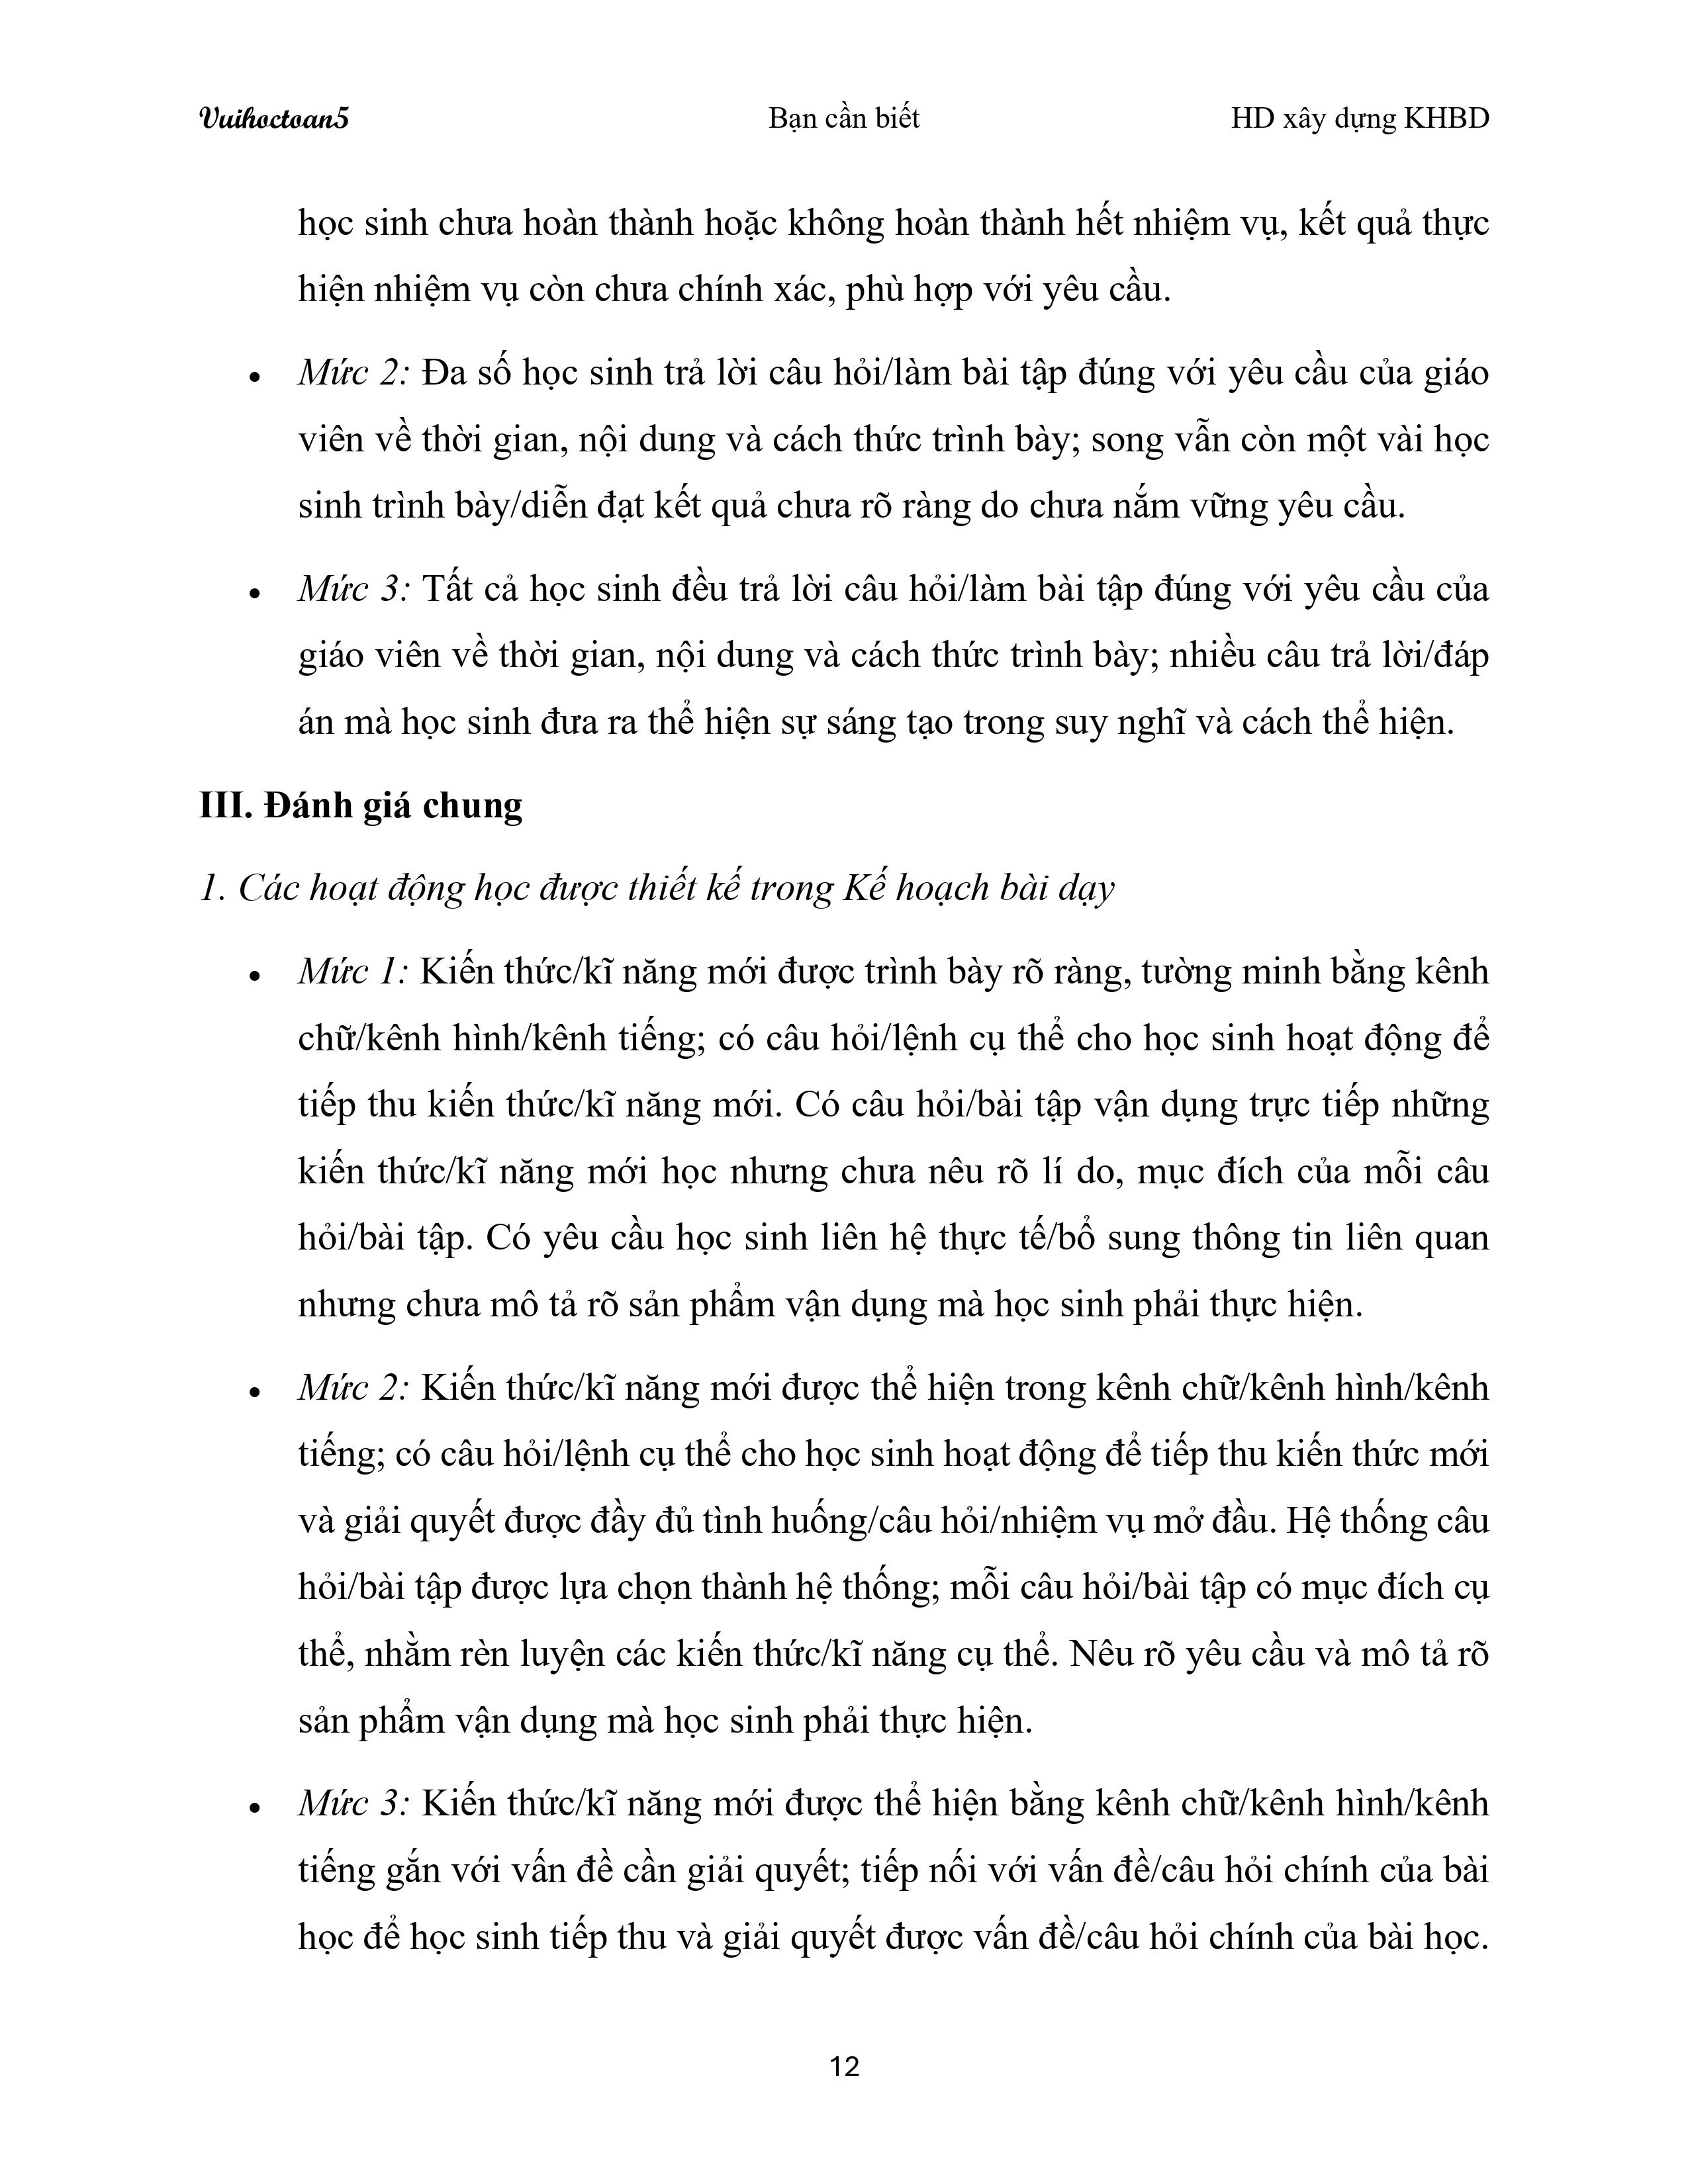 Vuihoctoan5 Bạn cần biết HD xây dựng KHBD
học sinh chưa hoàn thành hoặc không hoàn thành hết nhiệm vụ, kết quả thực
hiện nhiệm vụ còn chưa chính xác, phù hợp với yêu cầu.
• Mức 2: Đa số học sinh trả lời câu hỏi/làm bài tập đúng với yêu cầu của giáo
viên về thời gian, nội dung và cách thức trình bày; song vẫn còn một vài học
sinh trình bày/diễn đạt kết quả chưa rõ ràng do chưa nắm vững yêu cầu.
• Mức 3: Tất cả học sinh đều trả lời câu hỏi/làm bài tập đúng với yêu cầu của
giáo viên về thời gian, nội dung và cách thức trình bày; nhiều câu trả lời/đáp
án mà học sinh đưa ra thể hiện sự sáng tạo trong suy nghĩ và cách thể hiện.
III. Đánh giá chung
1. Các hoạt động học được thiết kế trong Kế hoạch bài dạy
• Mức 1: Kiến thức/kĩ năng mới được trình bày rõ ràng, tường minh bằng kênh
chữ/kênh hình/kênh tiếng; có câu hỏi/lệnh cụ thể cho học sinh hoạt động để
tiếp thu kiến thức/kĩ năng mới. Có câu hỏi/bài tập vận dụng trực tiếp những
kiến thức/kĩ năng mới học nhưng chưa nêu rõ lí do, mục đích của mỗi câu
hỏi/bài tập. Có yêu cầu học sinh liên hệ thực tế/bổ sung thông tin liên quan
nhưng chưa mô tả rõ sản phẩm vận dụng mà học sinh phải thực hiện.
• Mức 2: Kiến thức/kĩ năng mới được thể hiện trong kênh chữ/kênh hình/kênh
tiếng; có câu hỏi/lệnh cụ thể cho học sinh hoạt động để tiếp thu kiến thức mới
và giải quyết được đầy đủ tình huống/câu hỏi/nhiệm vụ mở đầu. Hệ thống câu
hỏi/bài tập được lựa chọn thành hệ thống; mỗi câu hỏi/bài tập có mục đích cụ
thể, nhằm rèn luyện các kiến thức/kĩ năng cụ thể. Nêu rõ yêu cầu và mô tả rõ
sản phẩm vận dụng mà học sinh phải thực hiện.
• Mức 3: Kiến thức/kĩ năng mới được thể hiện bằng kênh chữ/kênh hình/kênh
tiếng gắn với vấn đề cần giải quyết; tiếp nối với vấn đề/câu hỏi chính của bài
học để học sinh tiếp thu và giải quyết được vấn đề/câu hỏi chính của bài học.
12